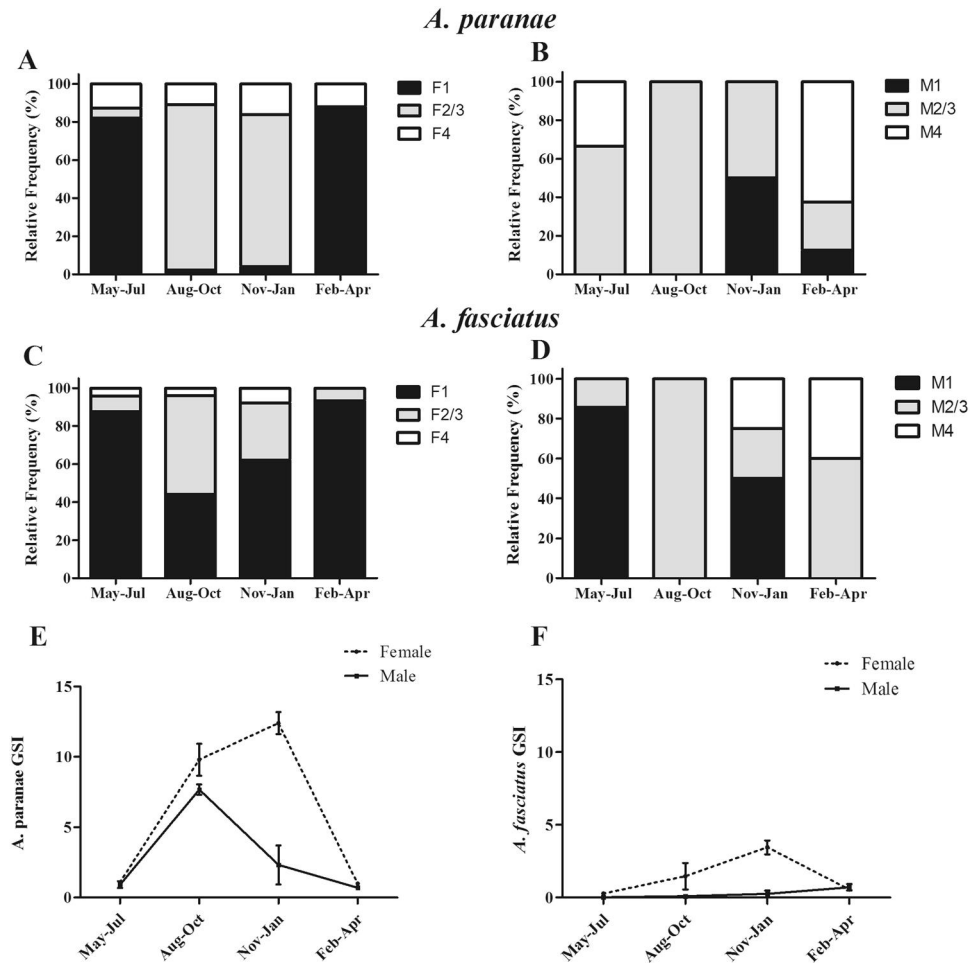 A. paranae
A
Relative Frequency (%)
100
80
60
40
20
0
May-Jul Aug-Oct Nov-Jan Feb-Apr
F1
F2/3
F4
B
Relative Frequency (%)
100
80
60
40
20
0
May-Jul Aug-Oct Nov-Jan Feb-Apr
M1
M2/3
M4
A. fasciatus
C
Relative Frequency (%)
100
80
60
40
20
0
May-Jul Aug-Oct Nov-Jan Feb-Apr
F1
F2/3
F4
D
Relative Frequency (%)
100
80
60
40
20
0
May-Jul Aug-Oct Nov-Jan Feb-Apr
M1
M2/3
M4
E
Female
Male
A. paranae GSI
15
10
5
0
May-Jul
Aug-Oct
Nov-Jan
Feb-Apr
F
Female
Male
A. fasciatus GSI
15
10
5
0
May-Jul
Aug-Oct
Nov-Jan
Feb-Apr